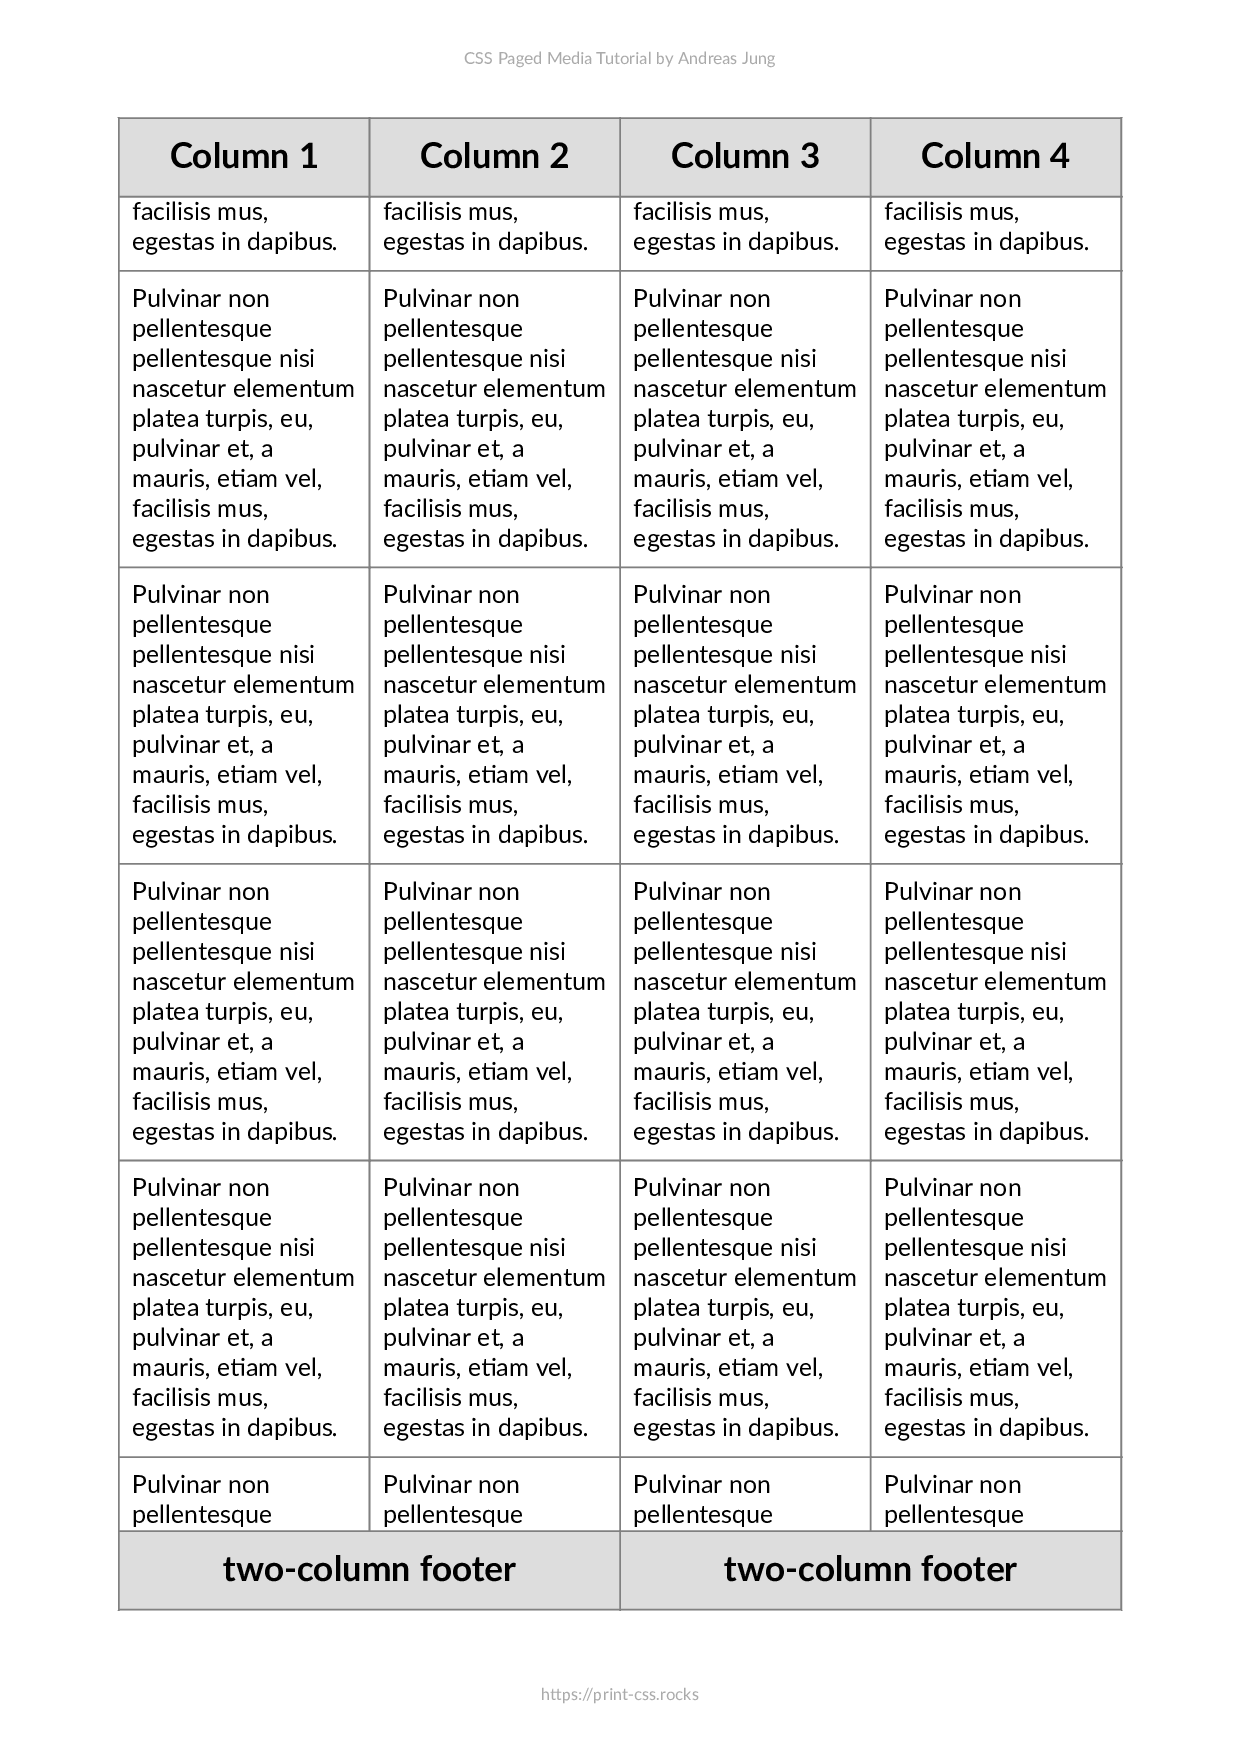 CSS Paged Media Tutorial by Andreas Jung
Column 1 Column 2 Column 3 Column 4
facilisis mus, facilisis mus, facilisis mus, facilisis mus,
egestas in dapibus. egestas in dapibus. egestas in dapibus. egestas in dapibus.
Pulvinar non Pulvinar non Pulvinar non Pulvinar non
pellentesque pellentesque pellentesque pellentesque
pellentesque nisi pellentesque nisi pellentesque nisi pellentesque nisi
nascetur elementum nascetur elementum nascetur elementum nascetur elementum
platea turpis, eu, platea turpis, eu, platea turpis, eu, platea turpis, eu,
pulvinar et, a pulvinar et, a pulvinar et, a pulvinar et, a
mauris, etiam vel, mauris, etiam vel, mauris, etiam vel, mauris, etiam vel,
facilisis mus, facilisis mus, facilisis mus, facilisis mus,
egestas in dapibus. egestas in dapibus. egestas in dapibus. egestas in dapibus.
Pulvinar non Pulvinar non Pulvinar non Pulvinar non
pellentesque pellentesque pellentesque pellentesque
pellentesque nisi pellentesque nisi pellentesque nisi pellentesque nisi
nascetur elementum nascetur elementum nascetur elementum nascetur elementum
platea turpis, eu, platea turpis, eu, platea turpis, eu, platea turpis, eu,
pulvinar et, a pulvinar et, a pulvinar et, a pulvinar et, a
mauris, etiam vel, mauris, etiam vel, mauris, etiam vel, mauris, etiam vel,
facilisis mus, facilisis mus, facilisis mus, facilisis mus,
egestas in dapibus. egestas in dapibus. egestas in dapibus. egestas in dapibus.
Pulvinar non Pulvinar non Pulvinar non Pulvinar non
pellentesque pellentesque pellentesque pellentesque
pellentesque nisi pellentesque nisi pellentesque nisi pellentesque nisi
nascetur elementum nascetur elementum nascetur elementum nascetur elementum
platea turpis, eu, platea turpis, eu, platea turpis, eu, platea turpis, eu,
pulvinar et, a pulvinar et, a pulvinar et, a pulvinar et, a
mauris, etiam vel, mauris, etiam vel, mauris, etiam vel, mauris, etiam vel,
facilisis mus, facilisis mus, facilisis mus, facilisis mus,
egestas in dapibus. egestas in dapibus. egestas in dapibus. egestas in dapibus.
Pulvinar non Pulvinar non Pulvinar non Pulvinar non
pellentesque pellentesque pellentesque pellentesque
pellentesque nisi pellentesque nisi pellentesque nisi pellentesque nisi
nascetur elementum nascetur elementum nascetur elementum nascetur elementum
platea turpis, eu, platea turpis, eu, platea turpis, eu, platea turpis, eu,
pulvinar et, a pulvinar et, a pulvinar et, a pulvinar et, a
mauris, etiam vel, mauris, etiam vel, mauris, etiam vel, mauris, etiam vel,
facilisis mus, facilisis mus, facilisis mus, facilisis mus,
egestas in dapibus. egestas in dapibus. egestas in dapibus. egestas in dapibus.
Pulvinar non Pulvinar non Pulvinar non Pulvinar non
pellentesque pellentesque pellentesque pellentesque
two-column footer two-column footer
https://print-css.rocks